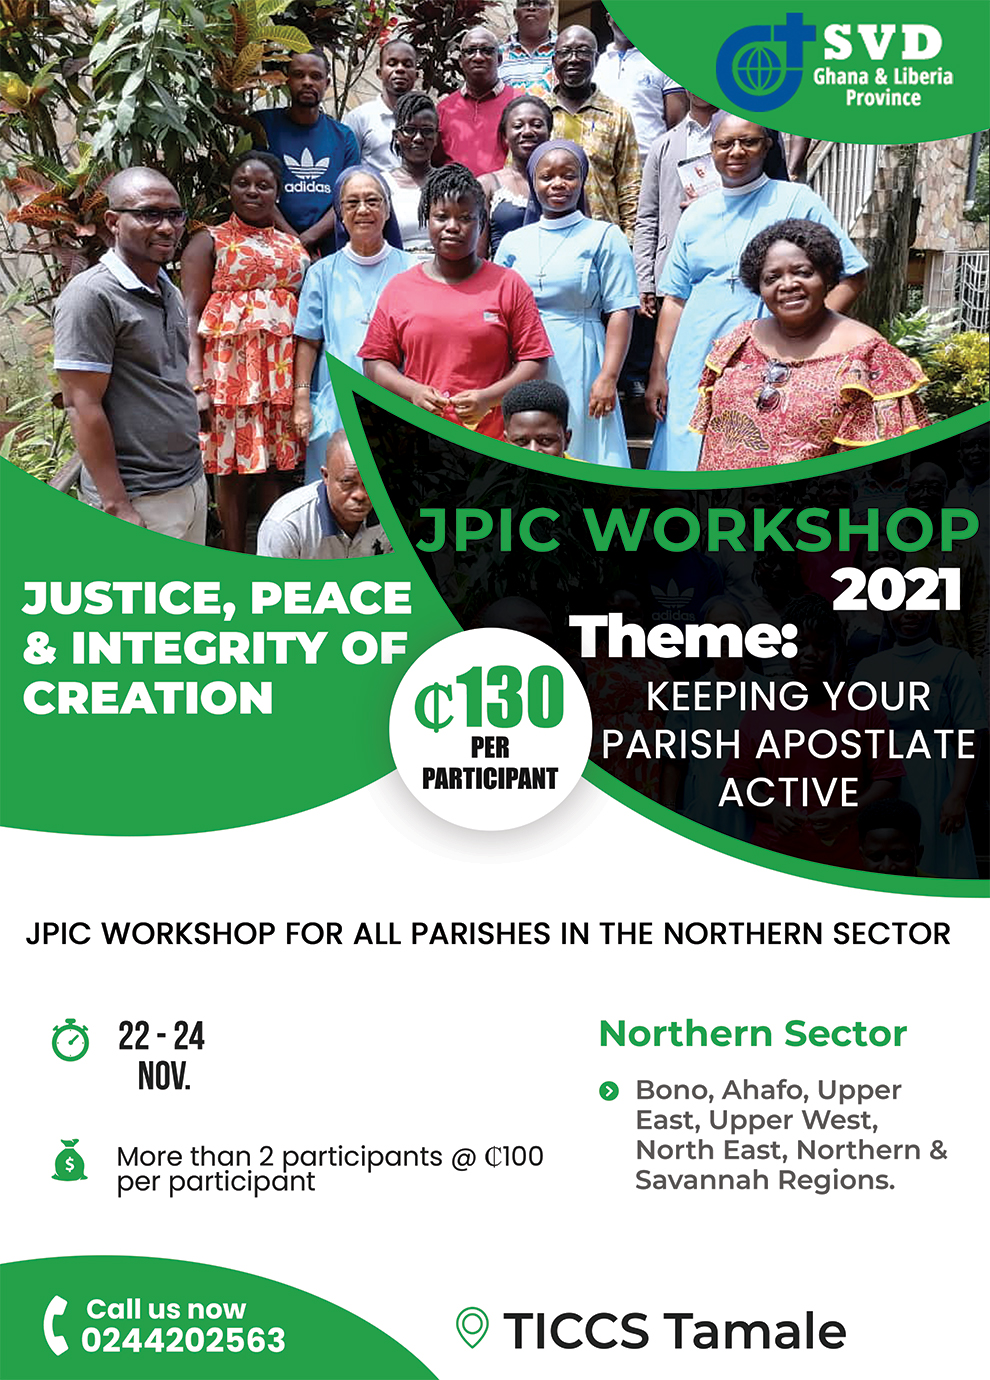 SVD
Ghana & Liberia
Province
adidas
JPIC WORKSHOP
2021
JUSTICE, PEACE
& INTEGRITY OF
CREATION
Theme:
KEEPING YOUR
PARISH APOSTLATE
ACTIVE
₵130
PER
PARTICIPANT
JPIC WORKSHOP FOR ALL PARISHES IN THE NORTHERN SECTOR
22 - 24
NOV.
More than 2 participants @ ₵100
per participant
Northern Sector
Bono, Ahafo, Upper
East, Upper West,
North East, Northern &
Savannah Regions.
Call us now
0244202563
TICCS Tamale